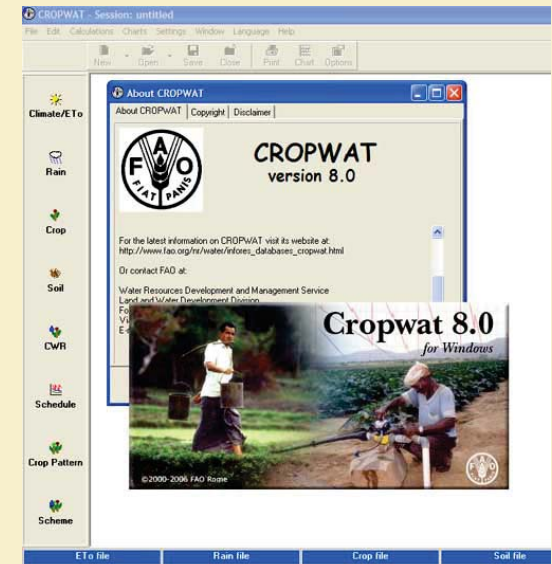 CROPWAT - Session: untitled
File Edit Calculations Charts Settings Window Language Help
New Open Save Close Print Chart Options
Climate/ETo
Rain
Crop
Soil
CWR
Schedule
Crop Pattern
Scheme
About CROPWAT
About CROPWAT Copyright Disclaimer
FAO
FIAT PANIS
CROPWAT
version 8.0
For the latest information on CROPWAT visit its website at:
http://www.fao.org/nr/water/infores_databases_cropwat.html
Or contact FAO at:
Water Resources Development and Management Service
Land and Water Development Division
Cropwat 8.0
for Windows
©2000-2006 FAO Rome
ETo file Rain file Crop file Soil file